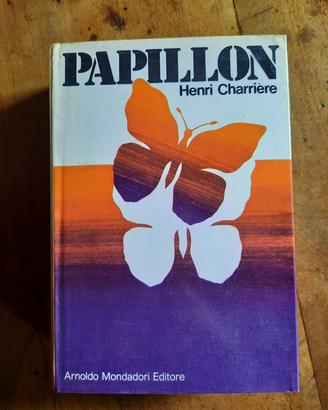 PAPILLON
Henri Charrière
Arnoldo Mondadori Editore